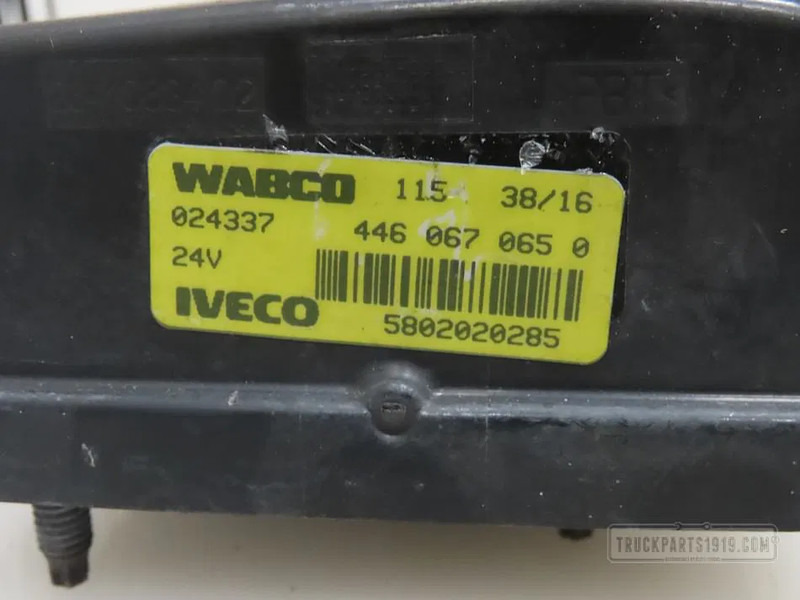 WABCO 115 38/16
024337 446 067 065 0
24V
IVECO 5802020285
TRUCKPARTS1919.COM